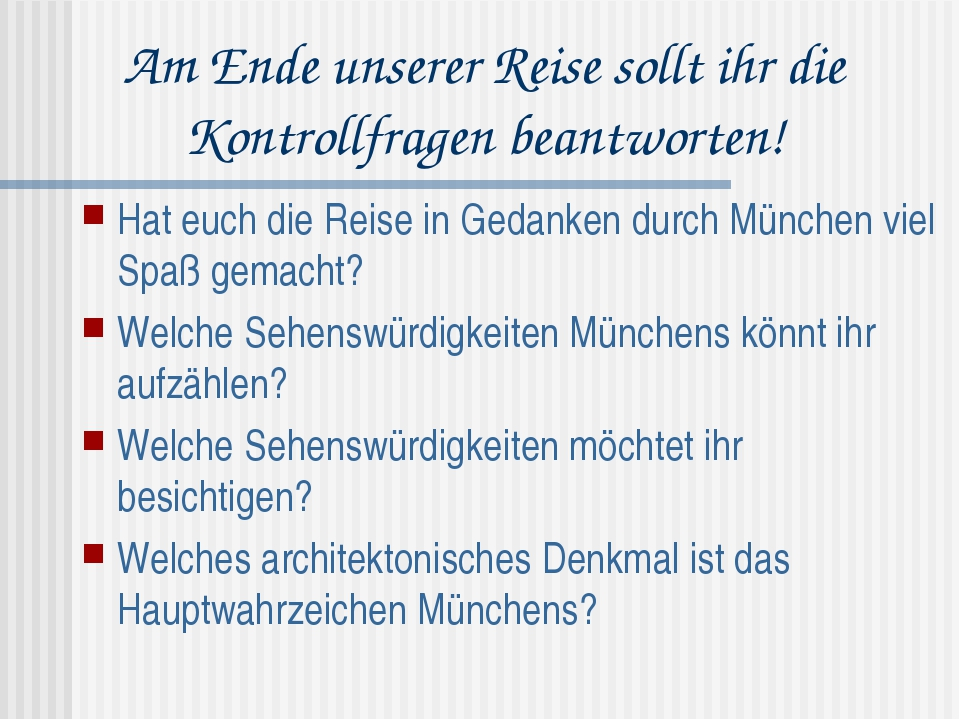 Am Ende unserer Reise sollt ihr die
Kontrollfragen beantworten!
Hat euch die Reise in Gedanken durch München viel
Spaß gemacht?
Welche Sehenswürdigkeiten Münchens könnt ihr
aufzählen?
Welche Sehenswürdigkeiten möchtet ihr
besichtigen?
Welches architektonisches Denkmal ist das
Hauptwahrzeichen Münchens?